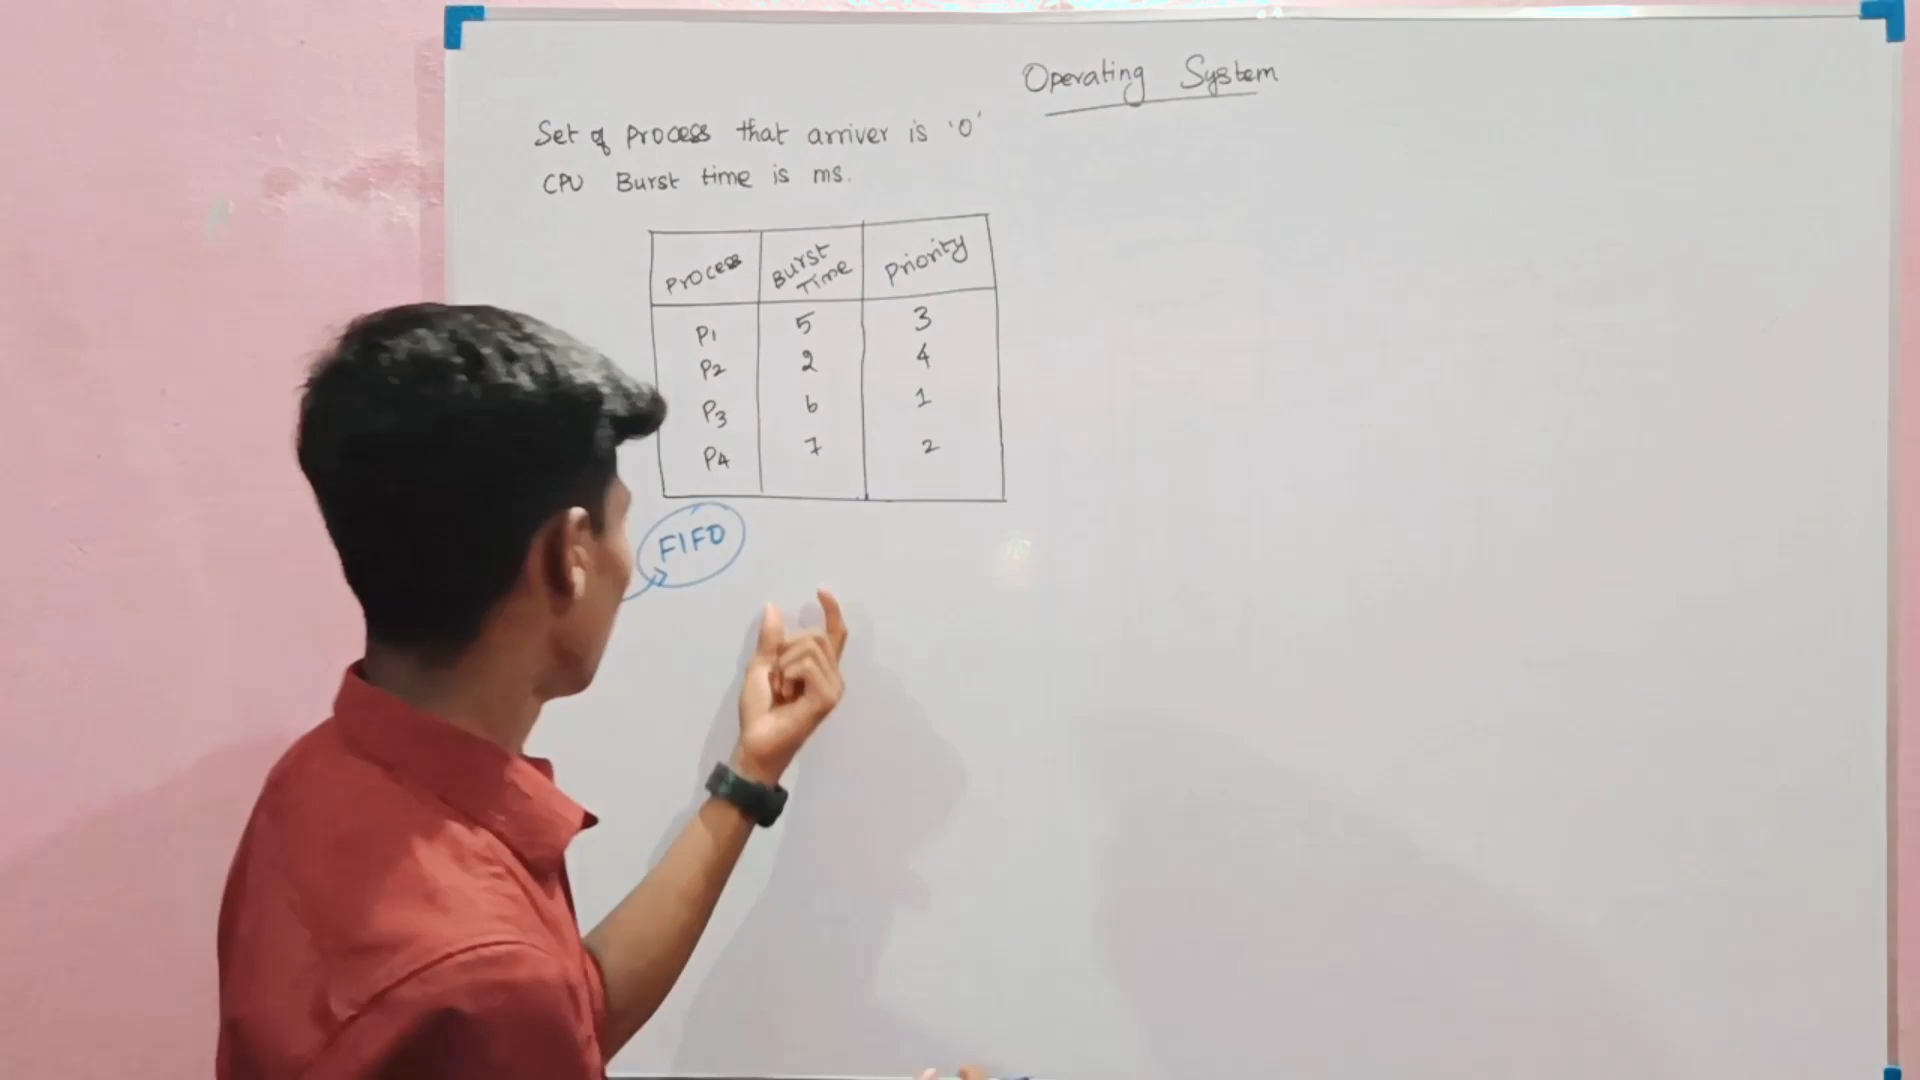 Operating System
Set of process that arriver is '0'
CPU Burst time is ms.
Process Burst Time Priority
P1 5 3
P2 2 4
P3 6 1
P4 7 2
FIFO